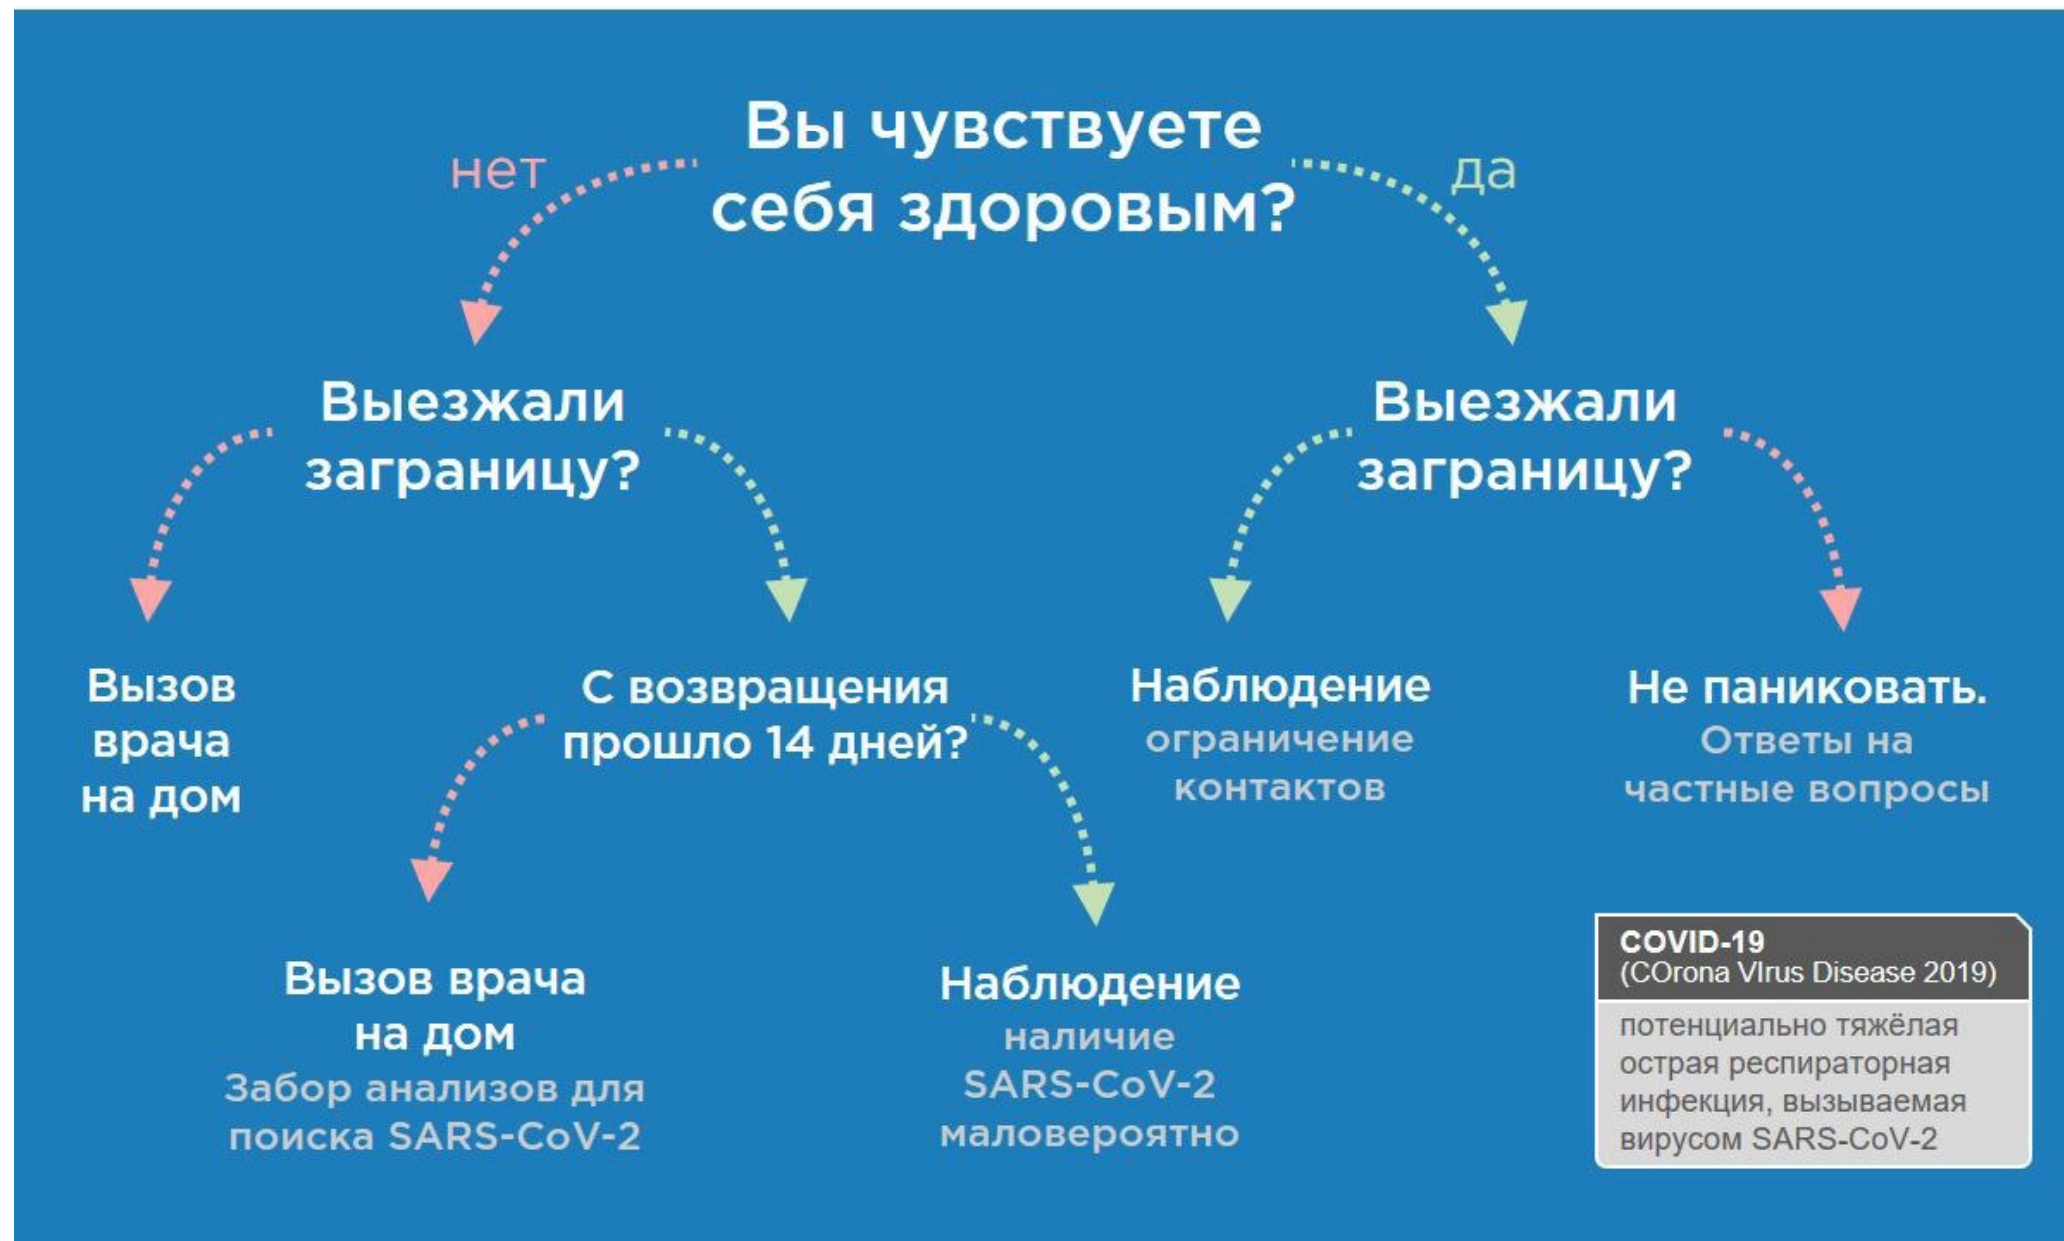 Вы чувствуете
себя здоровым?
нет
да
Выезжали
заграницу?
Выезжали
заграницу?
Вызов
врача
на дом
С возвращения
прошло 14 дней?
Наблюдение
ограничение
контактов
Не паниковать.
Ответы на
частные вопросы
Вызов врача
на дом
Забор анализов для
поиска SARS-CoV-2
Наблюдение
наличие
SARS-CoV-2
маловероятно
COVID-19
(COrona VIrus Disease 2019)
потенциально тяжёлая
острая респираторная
инфекция, вызываемая
вирусом SARS-CoV-2